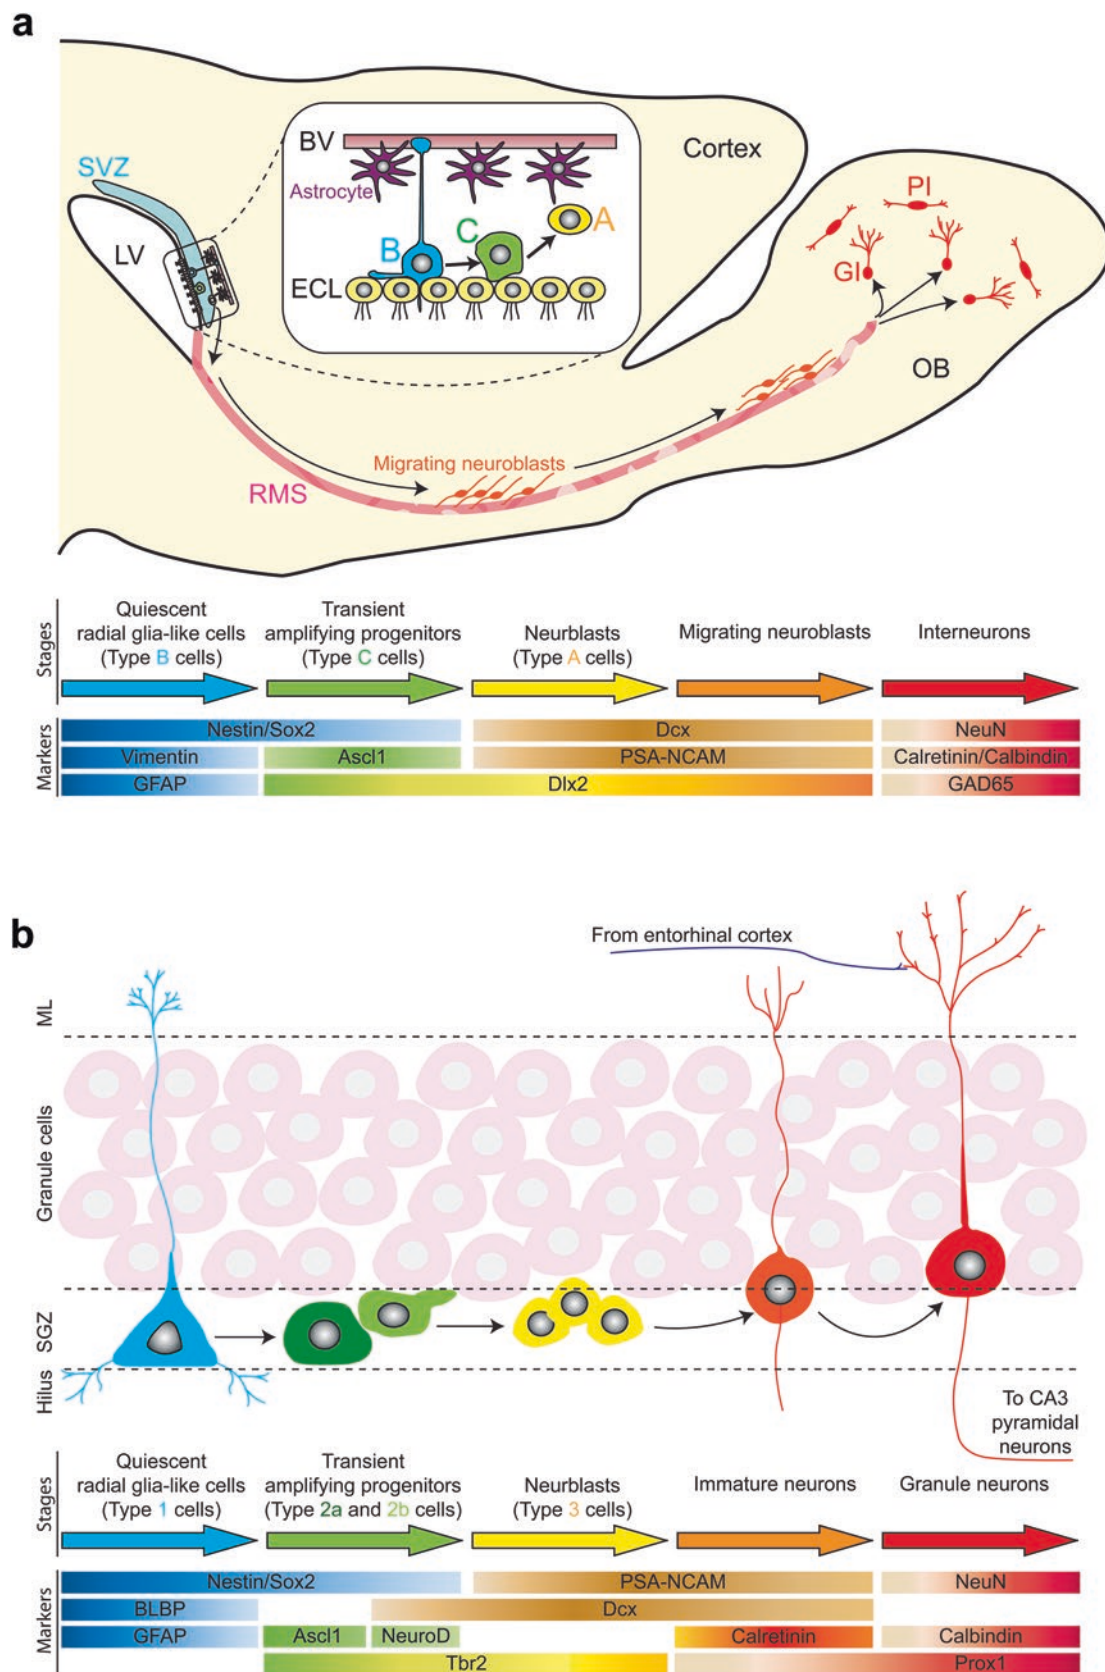 a
BV
Cortex
SVZ
Astrocyte
PI
A
C
LV
B
GI
ECL
OB
Migrating neuroblasts
RMS
Stages
Quiescent
radial glia-like cells
(Type B cells)
Transient
amplifying progenitors
(Type C cells)
Neurblasts
(Type A cells)
Migrating neuroblasts
Interneurons
Markers
Nestin/Sox2
Dcx
NeuN
Vimentin
Ascl1
PSA-NCAM
Calretinin/Calbindin
GFAP
Dlx2
GAD65
b
From entorhinal cortex
ML
Granule cells
SGZ
Hilus
To CA3
pyramidal
neurons
Stages
Quiescent
radial glia-like cells
(Type 1 cells)
Transient
amplifying progenitors
(Type 2a and 2b cells)
Neurblasts
(Type 3 cells)
Immature neurons
Granule neurons
Markers
Nestin/Sox2
PSA-NCAM
NeuN
BLBP
Dcx
GFAP
Ascl1
NeuroD
Calretinin
Calbindin
Tbr2
Prox1